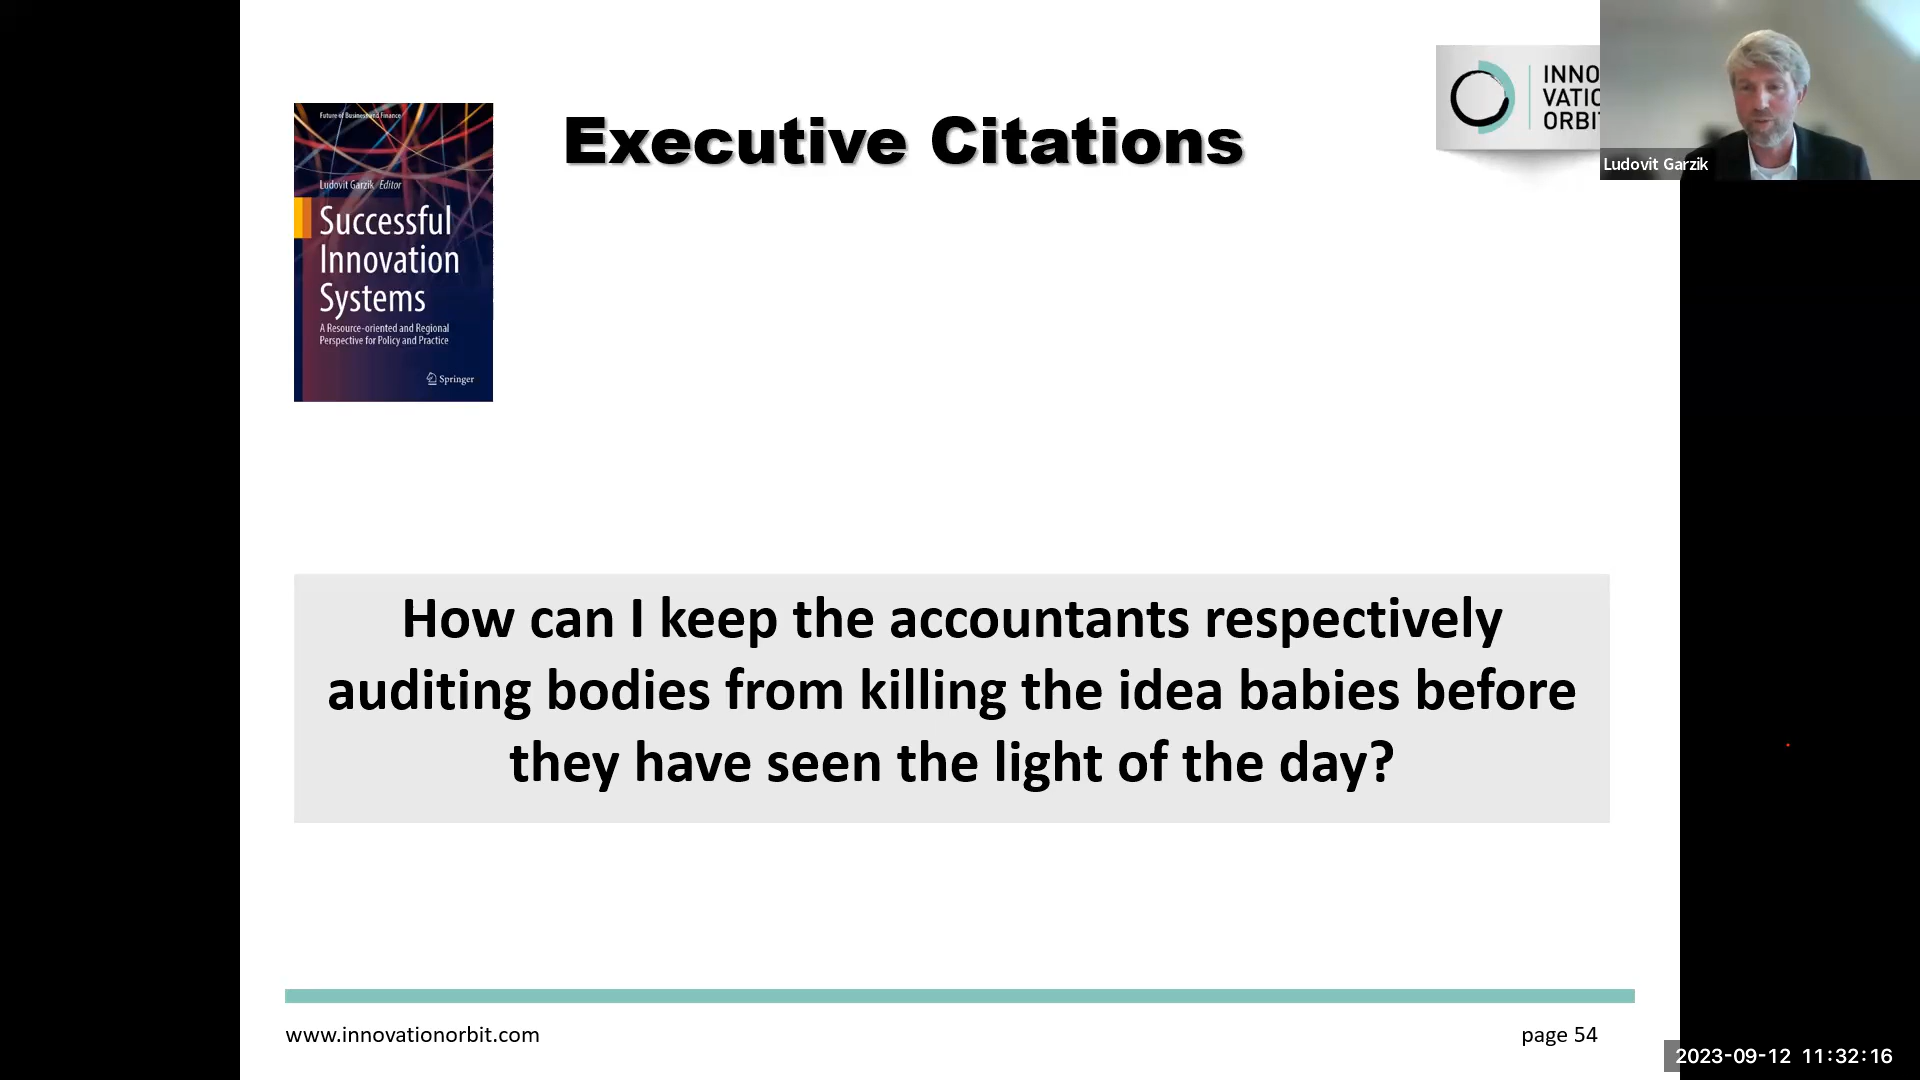 Future of Business and Finance
Ludovit Garzik Editor
Successful
Innovation
Systems
A Resource-oriented and Regional
Perspective for Policy and Practice
Springer
Executive Citations
INNO
VATIO
ORBIT
Ludovit Garzik
How can I keep the accountants respectively
auditing bodies from killing the idea babies before
they have seen the light of the day?
www.innovationorbit.com
page 54
2023-09-12 11:32:16